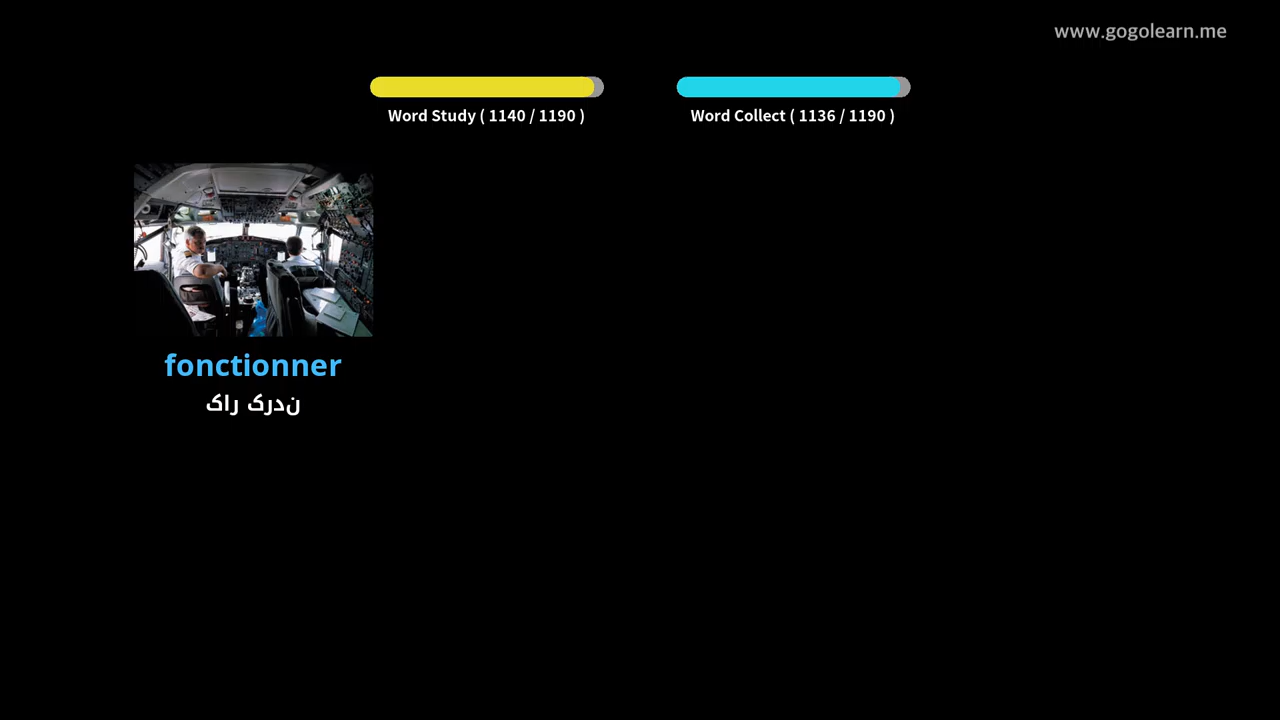 www.gogolearn.me
Word Study ( 1140 / 1190 )
Word Collect ( 1136 / 1190 )
fonctionner
ندرک راک